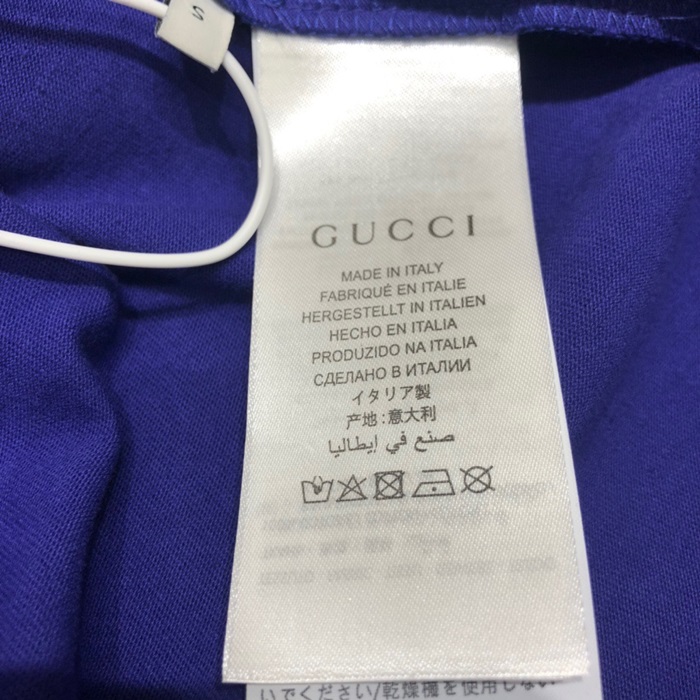 S
GUCCI
MADE IN ITALY
FABRIQUÉ EN ITALIE
HERGESTELLT IN ITALIEN
HECHO EN ITALIA
PRODUZIDO NA ITALIA
СДЕЛАНО В ИТАЛИИ
イタリア製
产地:意大利
صنع في إيطاليا
いでください/乾燥機を使用しない